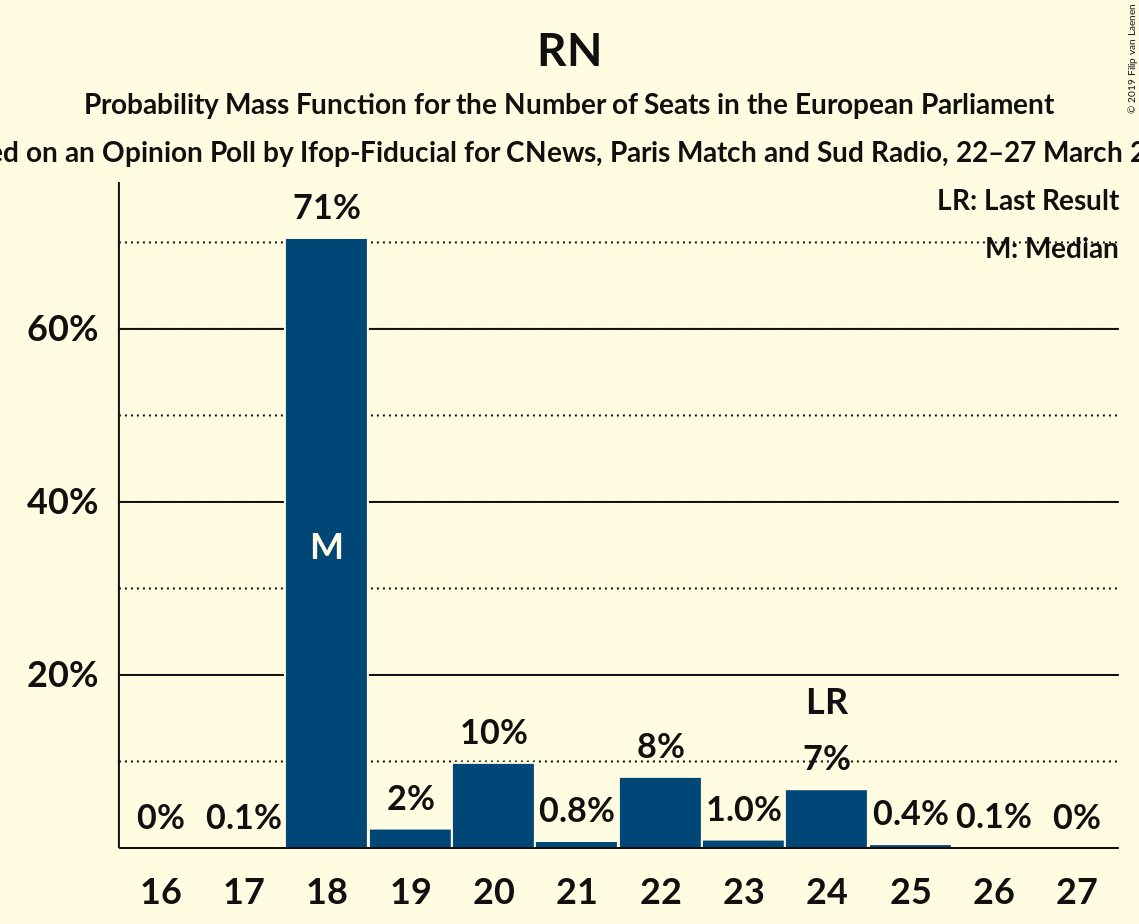 RN
Probability Mass Function for the Number of Seats in the European Parliament
on an Opinion Poll by Ifop-Fiducial for CNews, Paris Match and Sud Radio, 22–27 March
© 2019 Filip van Laenen
LR: Last Result
M: Median
71%
60%
40%
M
20%
LR
10%
8%
7%
0%
0.1%
2%
0.8%
1.0%
0.4%
0.1%
0%
16 17 18 19 20 21 22 23 24 25 26 27